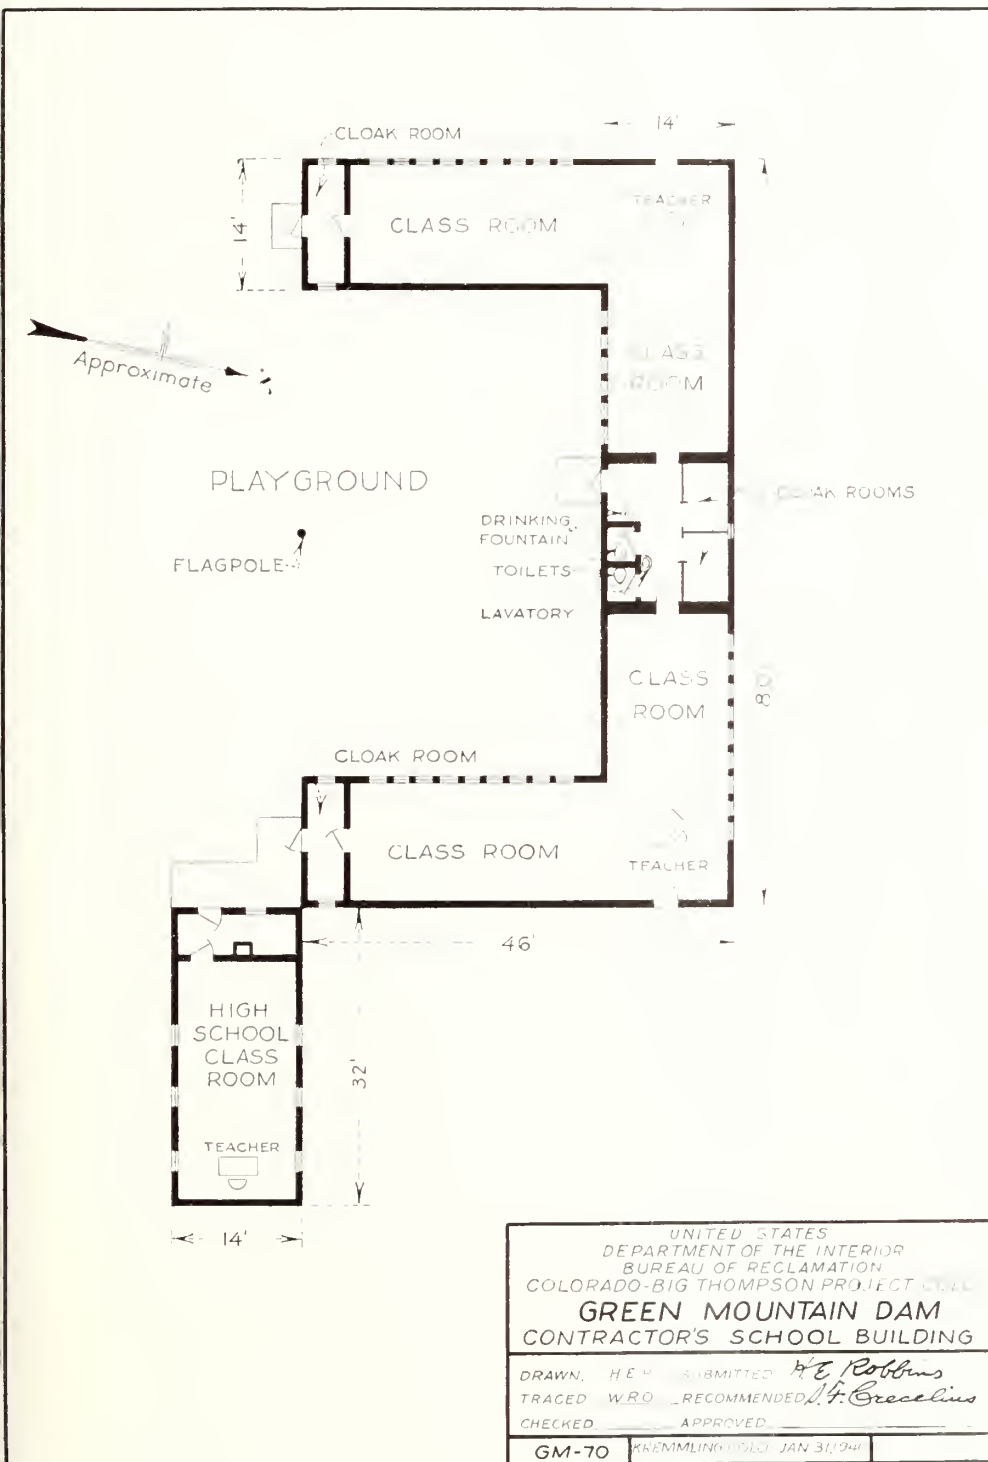 CLOAK ROOM
14'
TEACHER
14'
CLASS ROOM
CLASS
ROOM
Approximate
PLAYGROUND
CLOAK ROOMS
DRINKING
FOUNTAIN
FLAGPOLE
TOILETS
LAVATORY
CLASS
ROOM
CLOAK ROOM
CLASS ROOM
TEACHER
46'
HIGH
SCHOOL
CLASS
ROOM
32'
TEACHER
14'
UNITED STATES
DEPARTMENT OF THE INTERIOR
BUREAU OF RECLAMATION
COLORADO-BIG THOMPSON PROJECT
GREEN MOUNTAIN DAM
CONTRACTOR'S SCHOOL BUILDING
DRAWN. SUBMITTED H E Robbins
TRACED W.R.O. RECOMMENDED
CHECKED APPROVED
GM-70 KREMMLING COLO JAN 31,